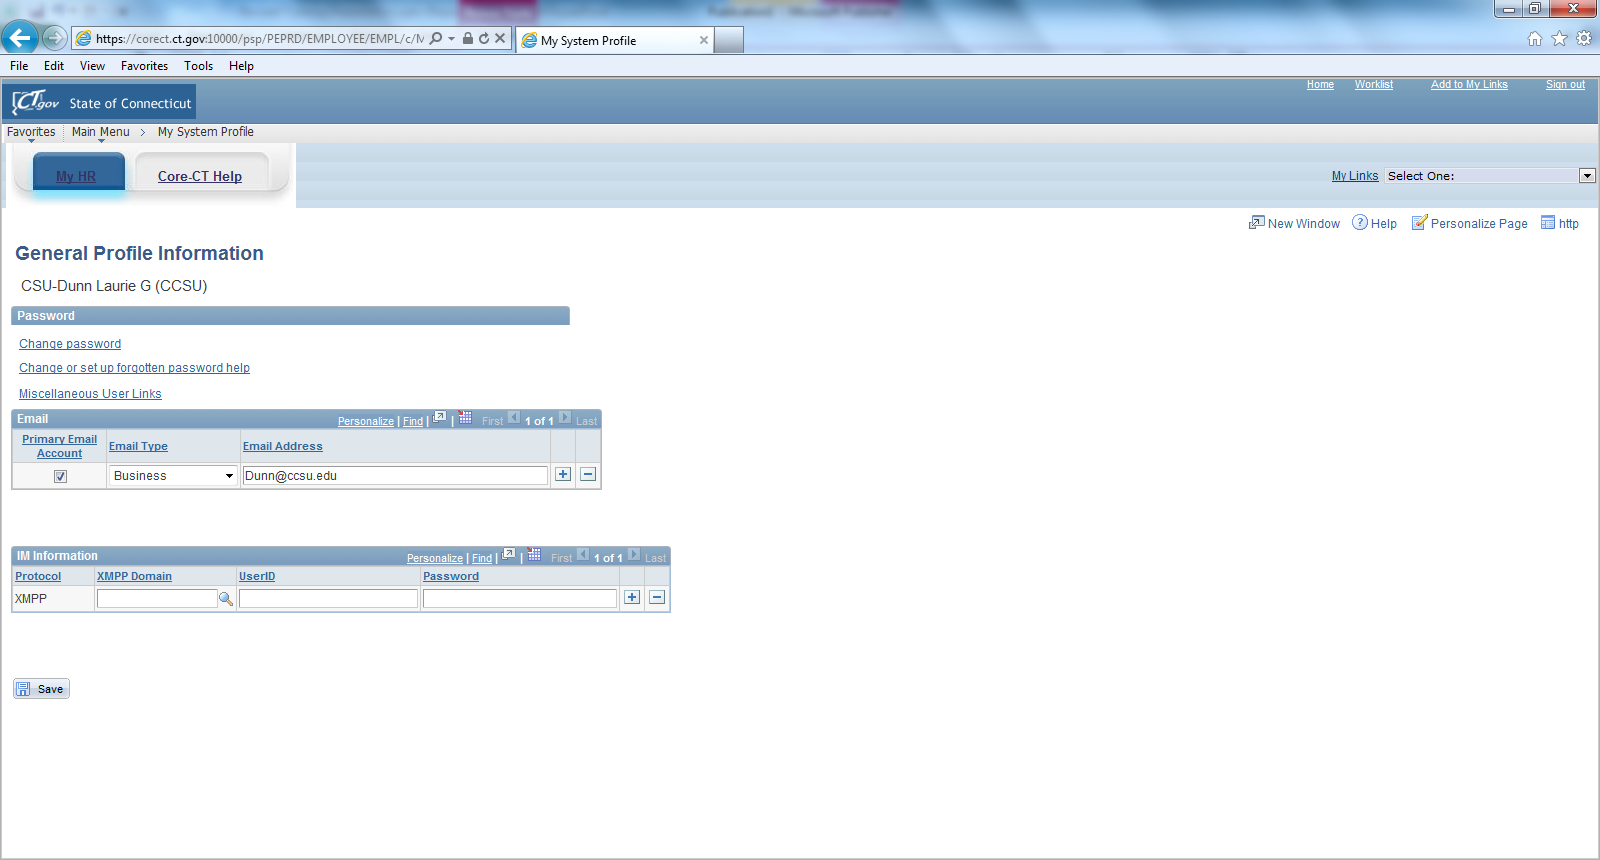 https://corect.ct.gov:10000/psp/PEPRD/EMPLOYEE/EMPL/c/M
My System Profile
File Edit View Favorites Tools Help
Home Worklist Add to My Links Sign out
CT.gov State of Connecticut
Favorites Main Menu > My System Profile
My HR Core-CT Help
My Links Select One:
New Window Help Personalize Page http
General Profile Information
CSU-Dunn Laurie G (CCSU)
Password
Change password
Change or set up forgotten password help
Miscellaneous User Links
Email Personalize | Find | | First 1 of 1 Last
Primary Email Account Email Type Email Address
Business Dunn@ccsu.edu
IM Information Personalize | Find | | First 1 of 1 Last
Protocol XMPP Domain UserID Password
XMPP
Save